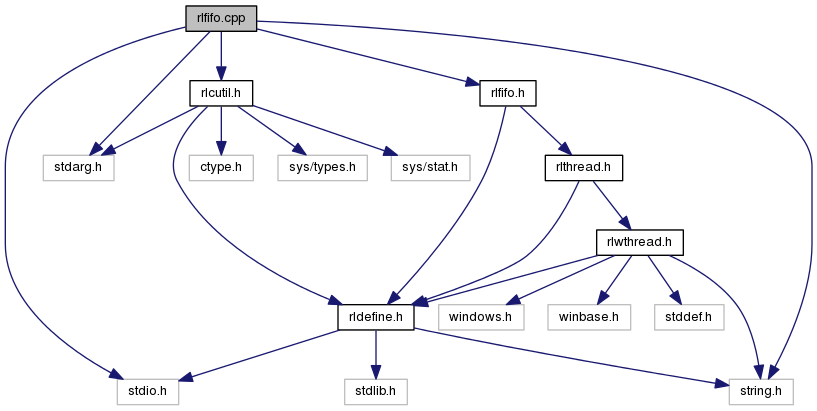 rlfifo.cpp
rlcutil.h
rlfifo.h
stdarg.h
ctype.h
sys/types.h
sys/stat.h
rlthread.h
rlwthread.h
rldefine.h
windows.h
winbase.h
stddef.h
stdio.h
stdlib.h
string.h